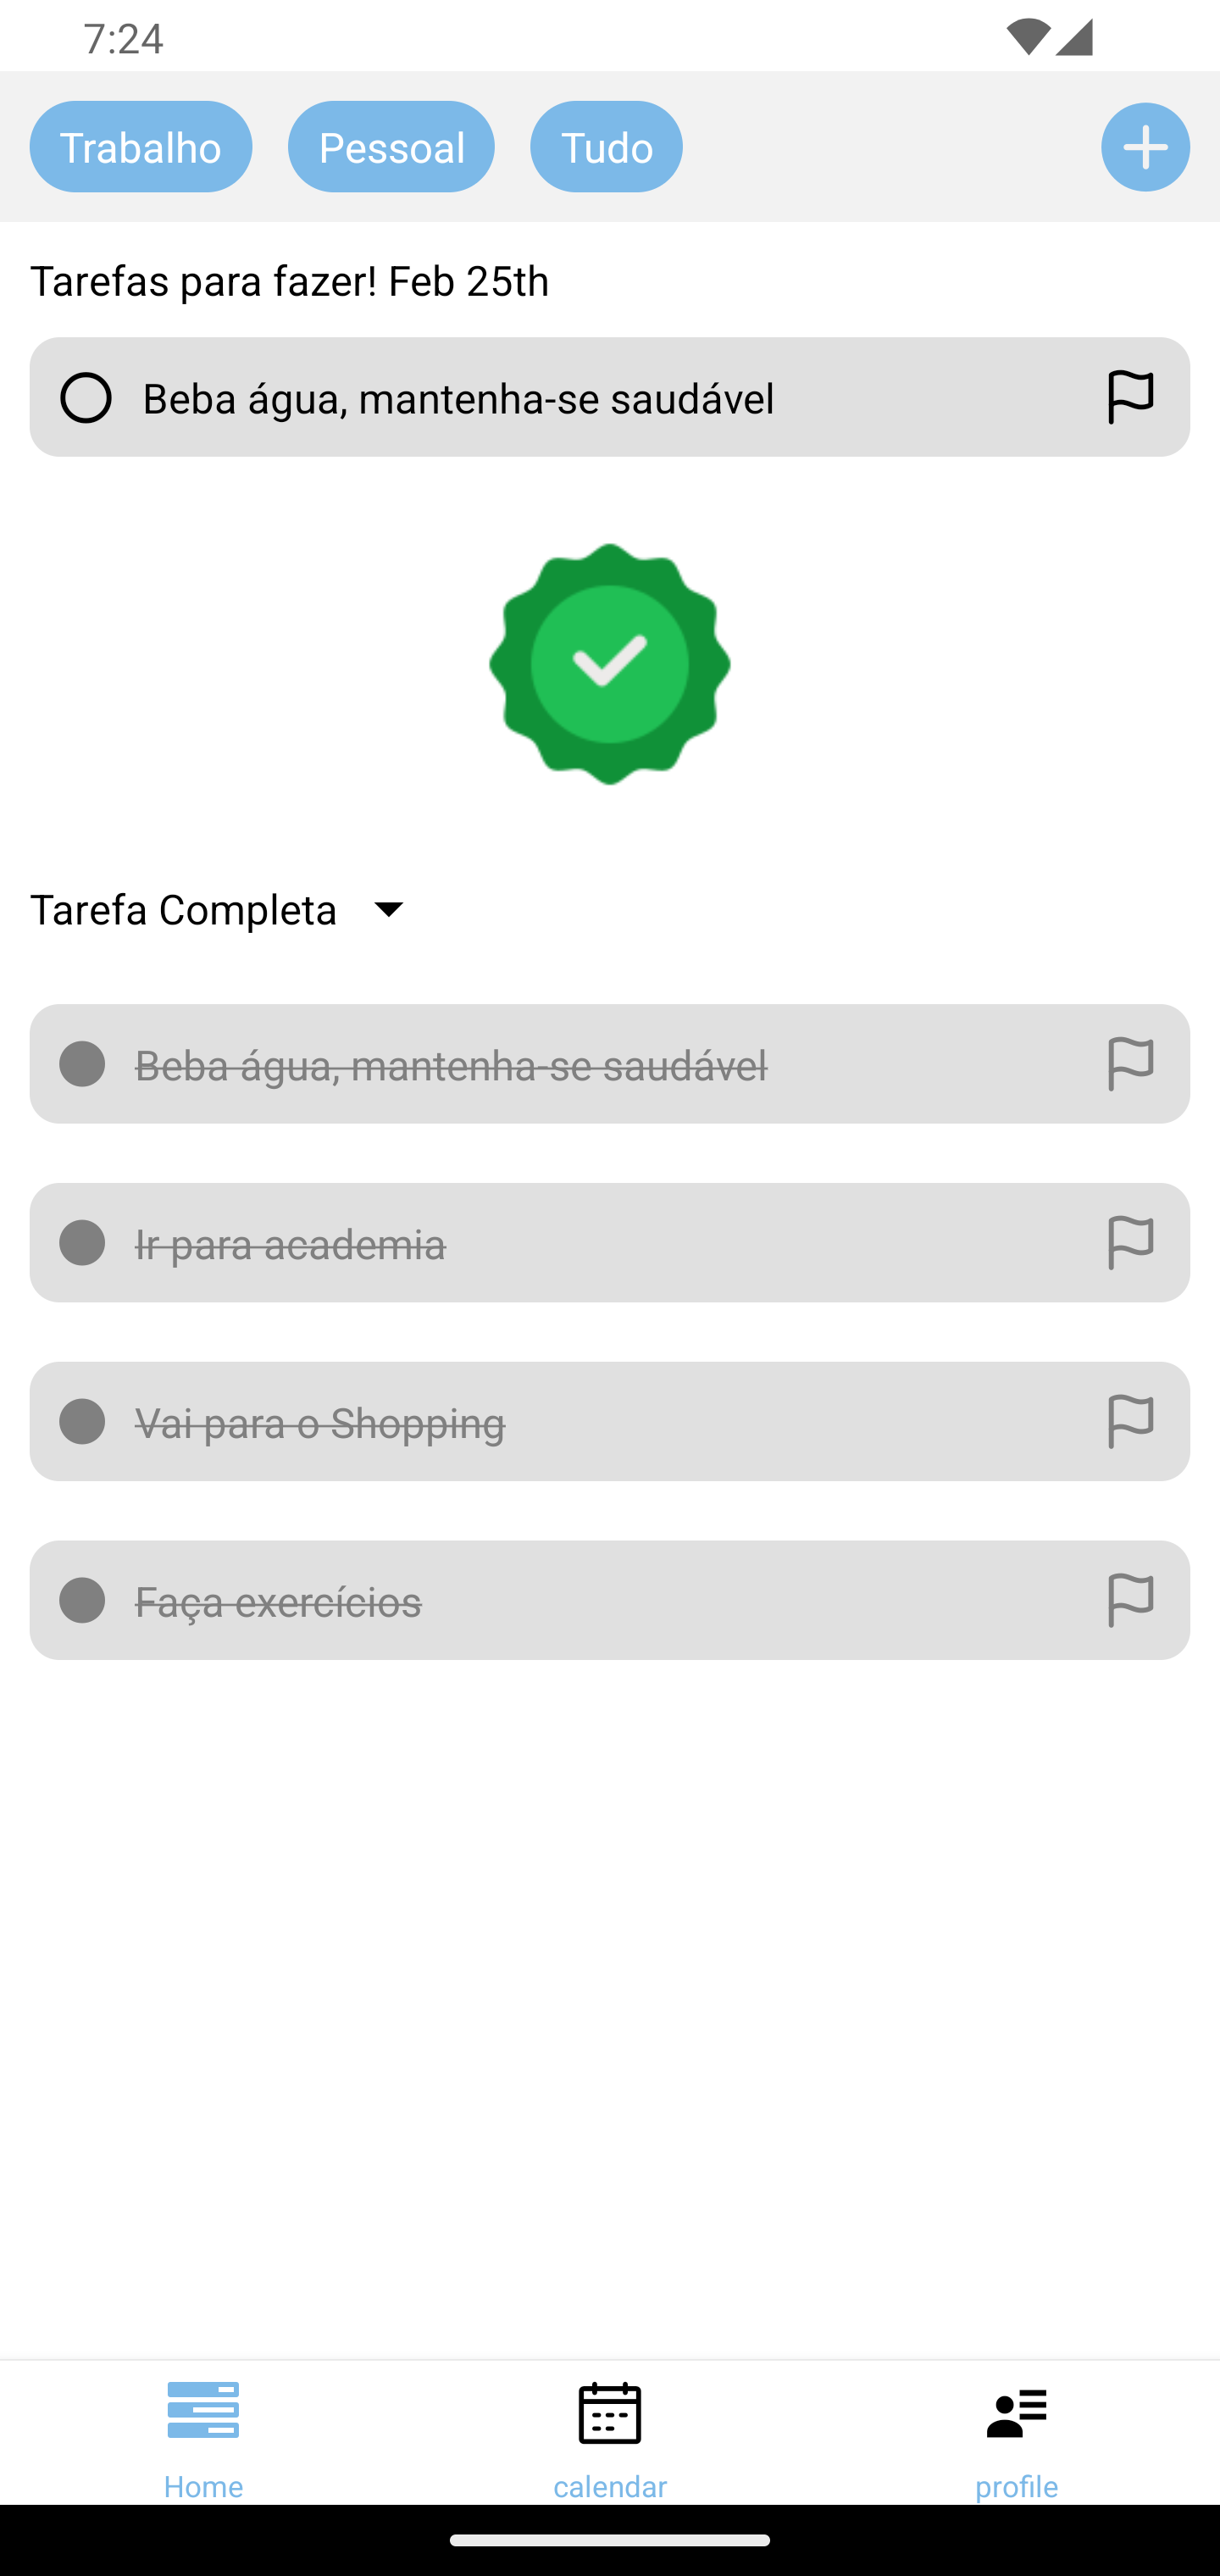 7:24
Trabalho
Pessoal
Tudo
Tarefas para fazer! Feb 25th
Beba água, mantenha-se saudável
Tarefa Completa
Beba água, mantenha-se saudável
Ir para academia
Vai para o Shopping
Faça exercícios
Home
calendar
profile